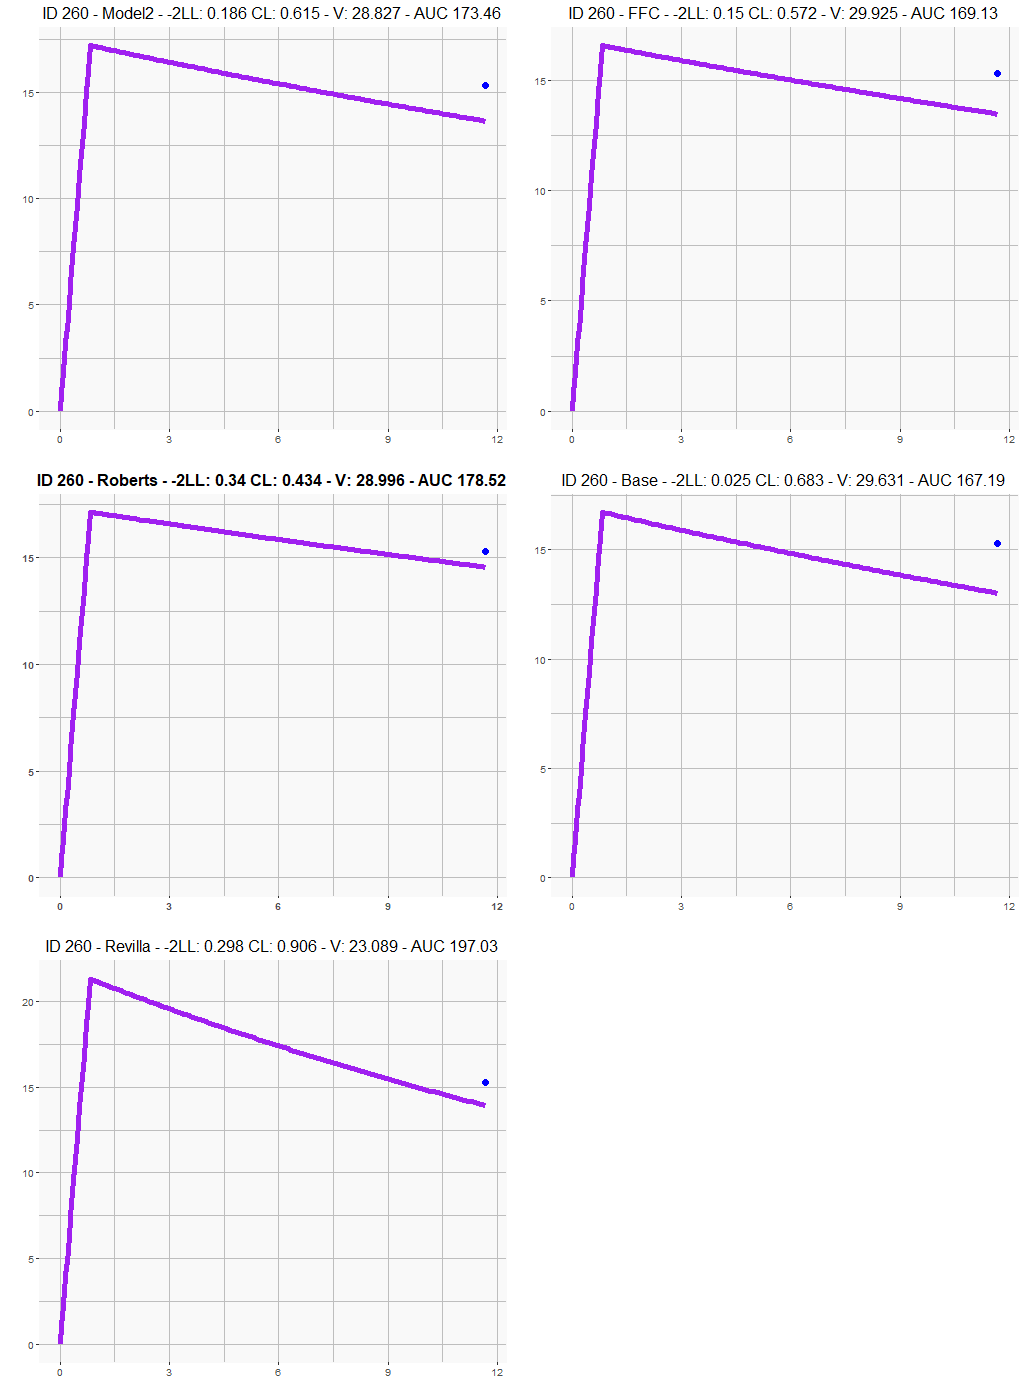 ID 260 - Model2 - -2LL: 0.186 CL: 0.615 - V: 28.827 - AUC 173.46
15
10
5
0
0 3 6 9 12
ID 260 - FFC - -2LL: 0.15 CL: 0.572 - V: 29.925 - AUC 169.13
15
10
5
0
0 3 6 9 12
ID 260 - Roberts - -2LL: 0.34 CL: 0.434 - V: 28.996 - AUC 178.52
15
10
5
0
0 3 6 9 12
ID 260 - Base - -2LL: 0.025 CL: 0.683 - V: 29.631 - AUC 167.19
15
10
5
0
0 3 6 9 12
ID 260 - Revilla - -2LL: 0.298 CL: 0.906 - V: 23.089 - AUC 197.03
20
15
10
5
0
0 3 6 9 12